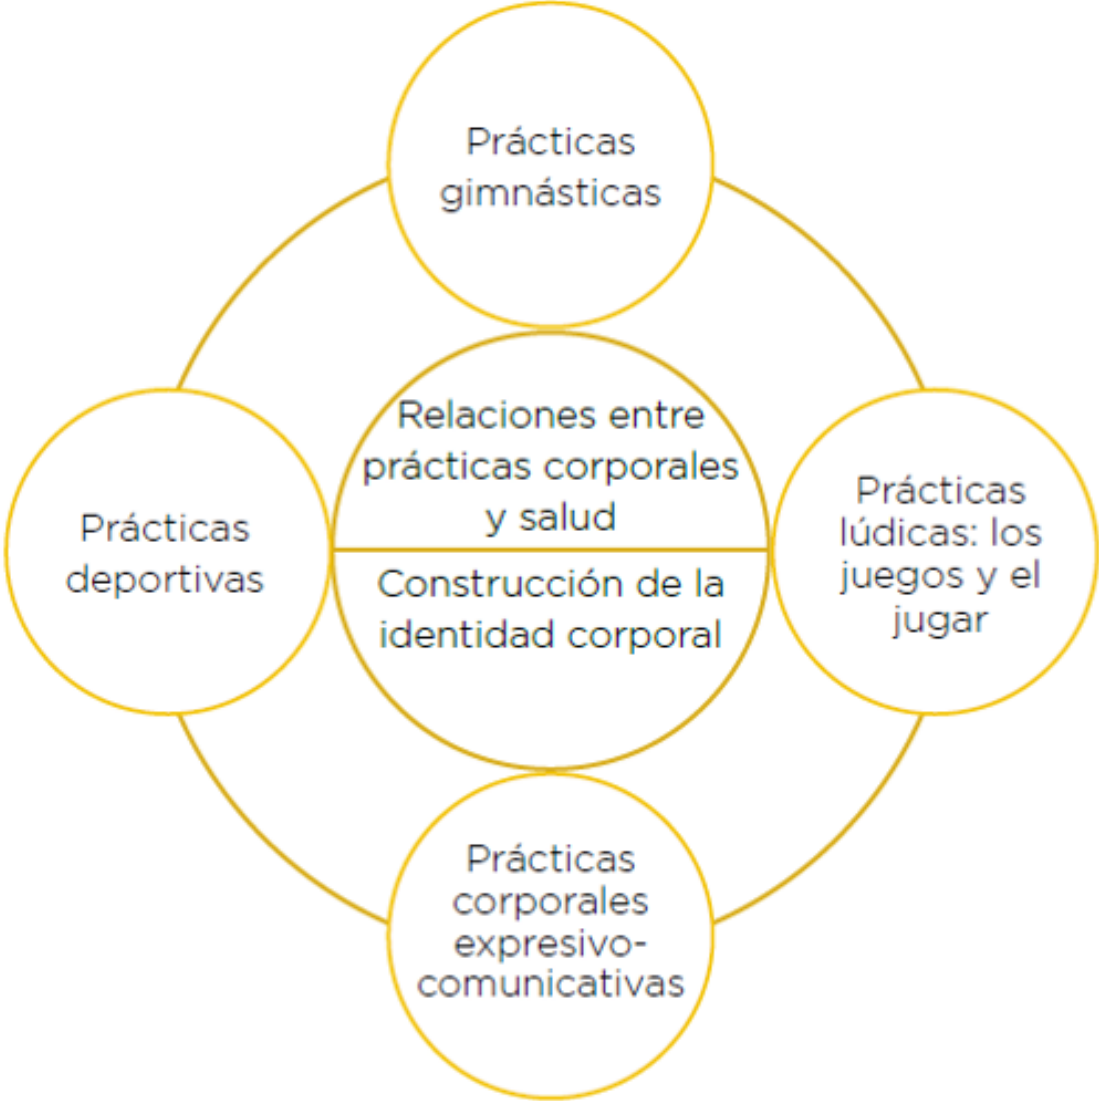 Prácticas
gimnásticas
Relaciones entre
prácticas corporales
y salud
Construcción de la
identidad corporal
Prácticas
deportivas
Prácticas
lúdicas: los
juegos y el
jugar
Prácticas
corporales
expresivo-
comunicativas